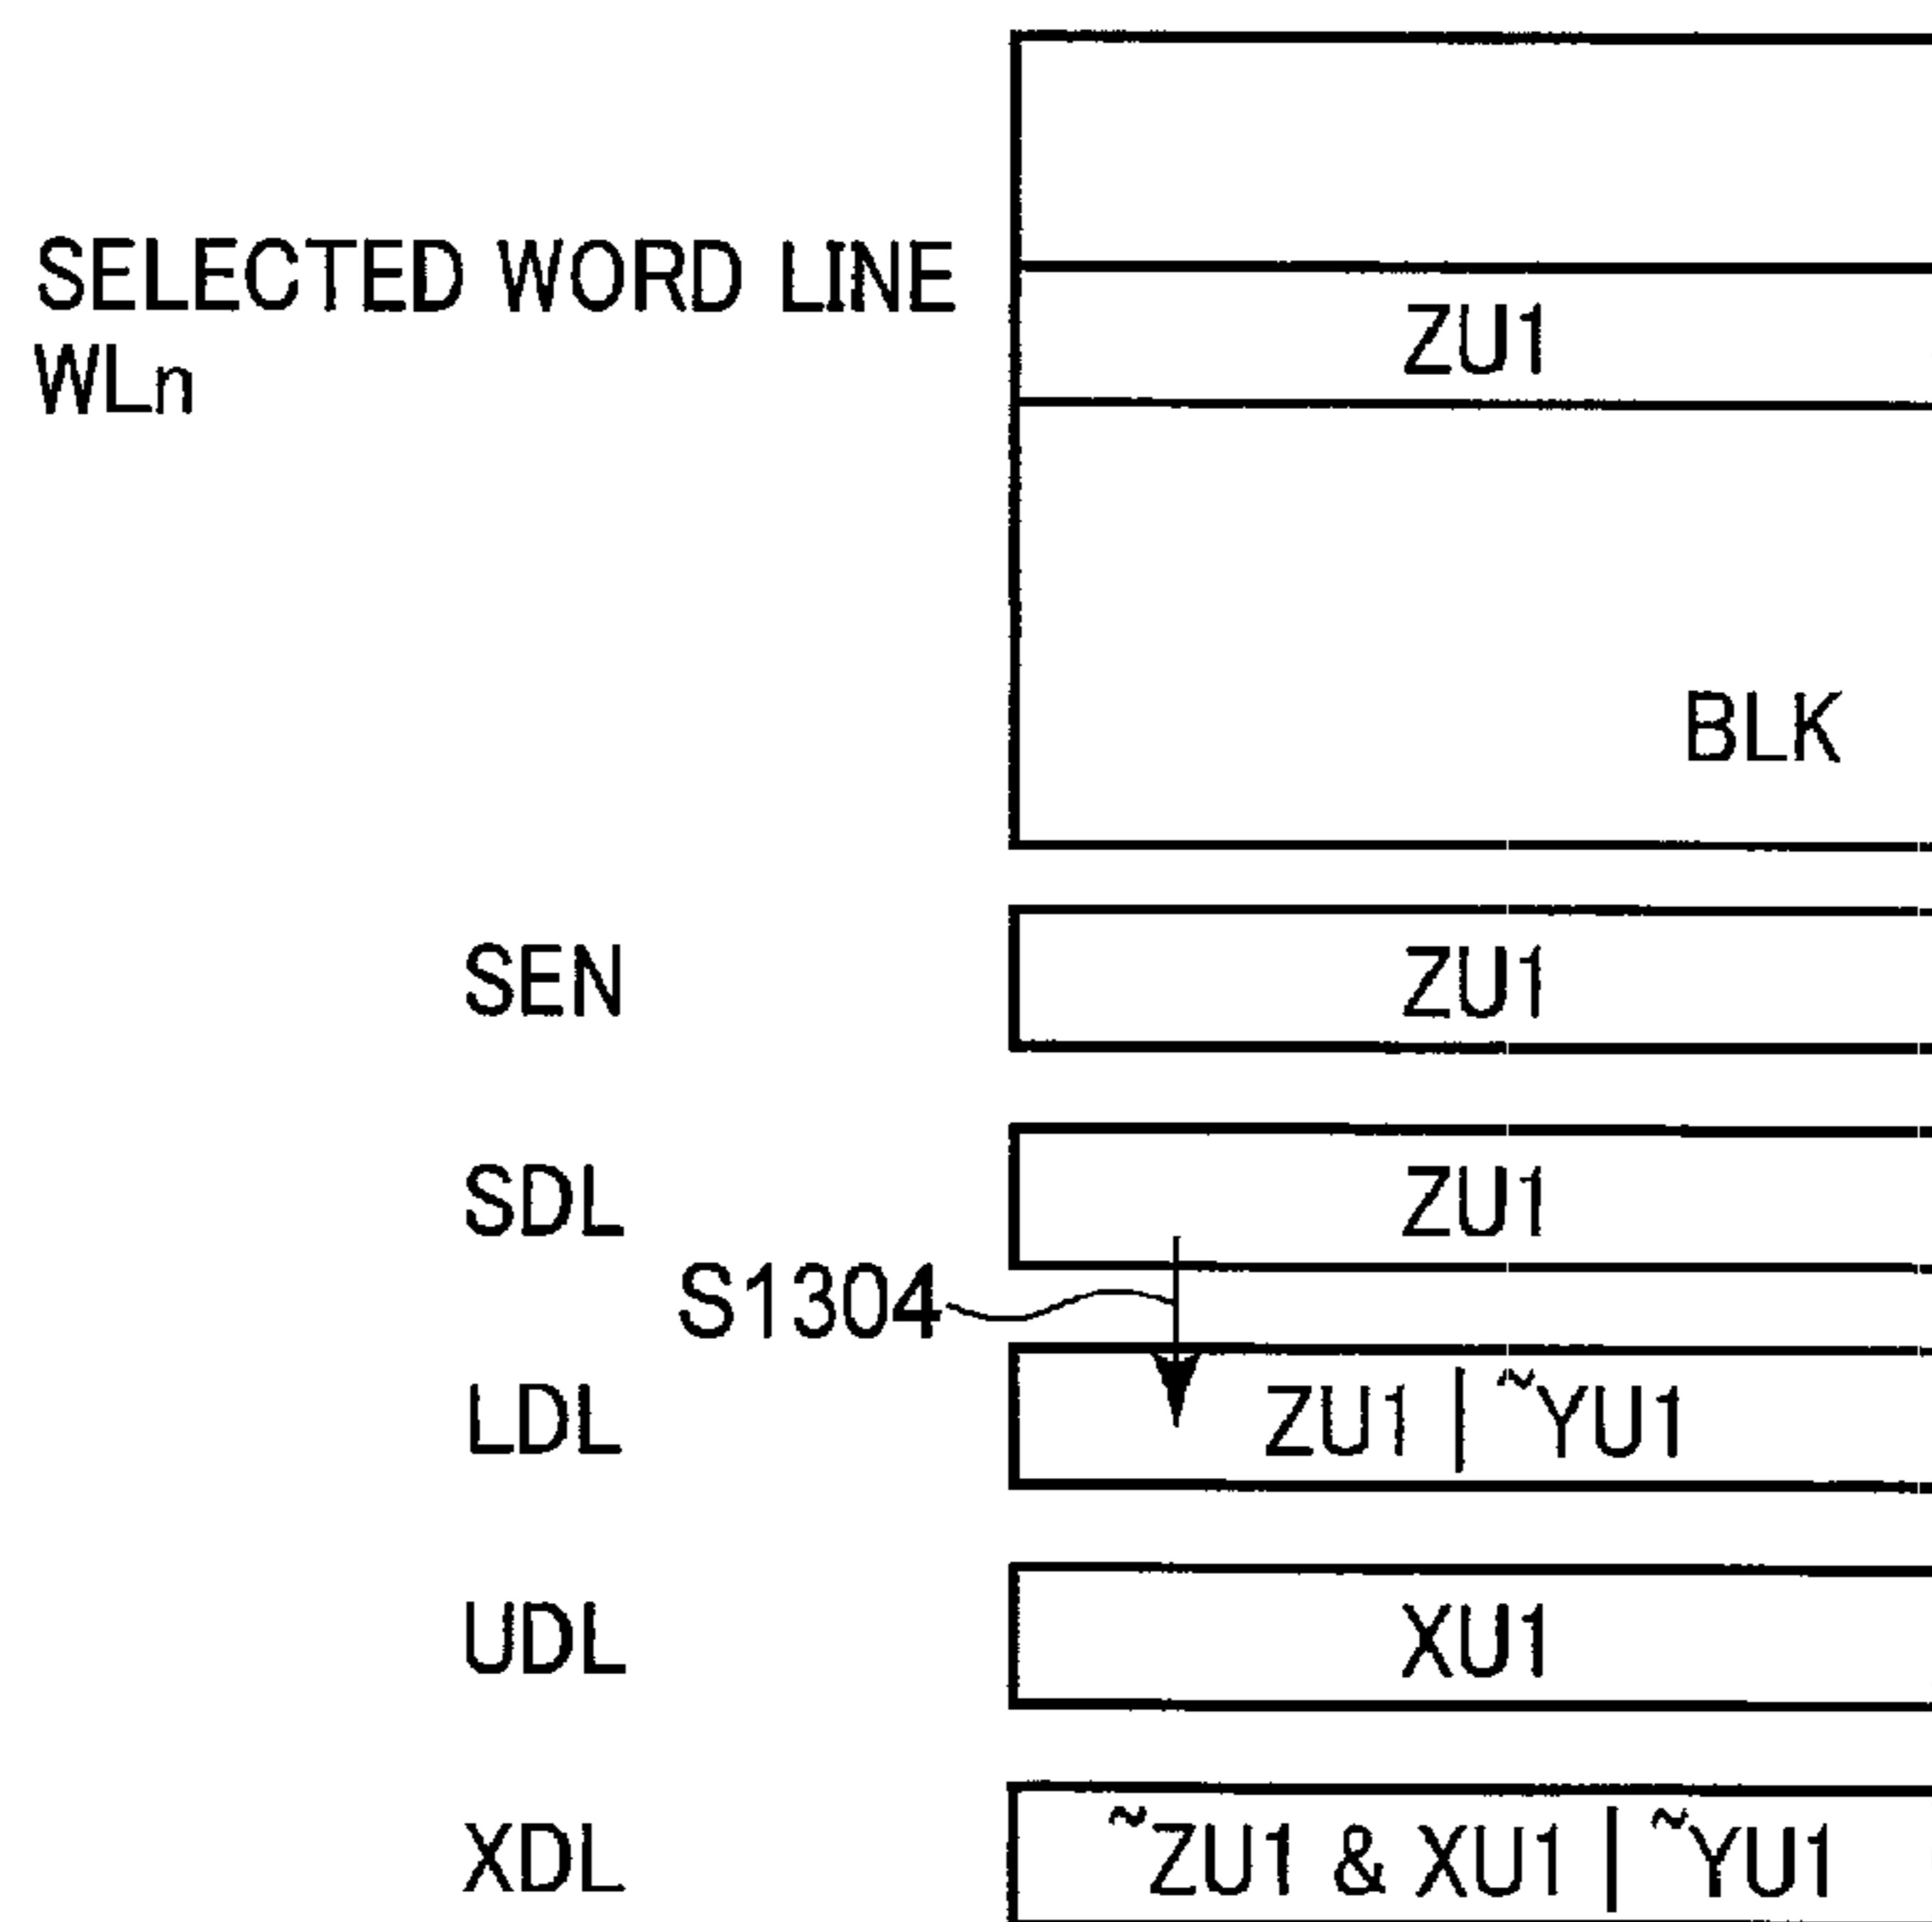 SELECTED WORD LINE
WLn
ZU1
BLK
SEN
ZU1
SDL
ZU1
S1304
LDL
ZU1 | ~YU1
UDL
XU1
XDL
~ZU1 & XU1 | ~YU1